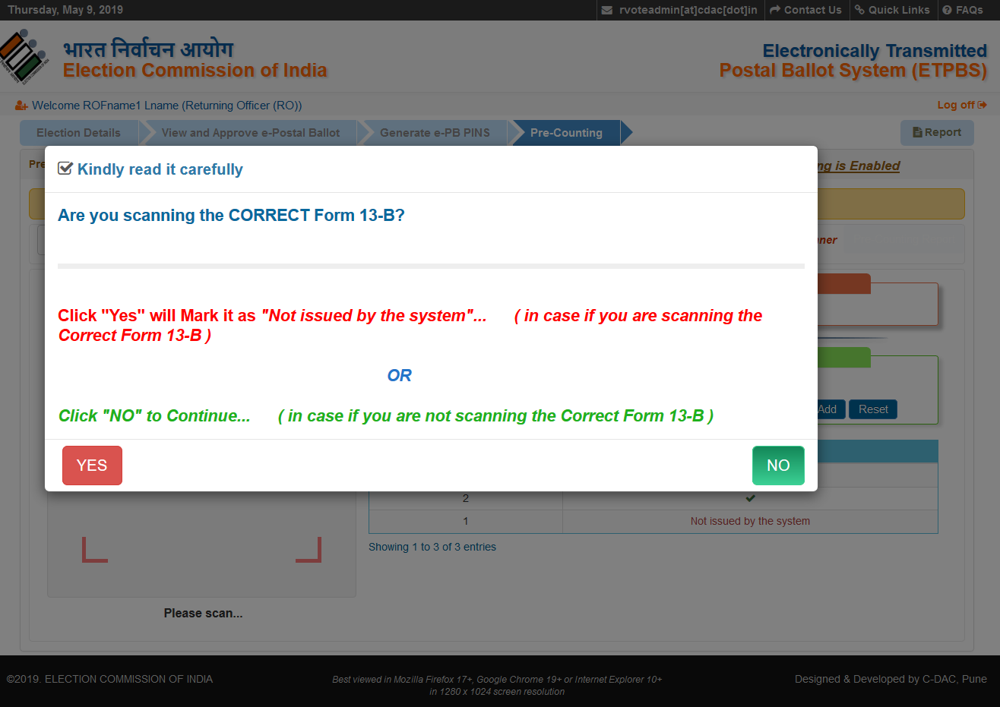 Thursday, May 9, 2019
rvoteadmin[at]cdac[dot]in
Contact Us
Quick Links
FAQs
भारत निर्वाचन आयोग
Election Commission of India
Electronically Transmitted
Postal Ballot System (ETPBS)
Welcome ROFname1 Lname (Returning Officer (RO))
Log off
Election Details
View and Approve e-Postal Ballot
Generate e-PB PINS
Pre-Counting
Report
Pre
ng is Enabled
Kindly read it carefully
Are you scanning the CORRECT Form 13-B?
ner
Click "Yes" will Mark it as "Not issued by the system"... ( in case if you are scanning the
Correct Form 13-B )
OR
Click "NO" to Continue... ( in case if you are not scanning the Correct Form 13-B )
Add
Reset
YES
NO
2
1
Not issued by the system
Showing 1 to 3 of 3 entries
Please scan...
©2019. ELECTION COMMISSION OF INDIA
Best viewed in Mozilla Firefox 17+, Google Chrome 19+ or Internet Explorer 10+
in 1280 x 1024 screen resolution
Designed & Developed by C-DAC, Pune